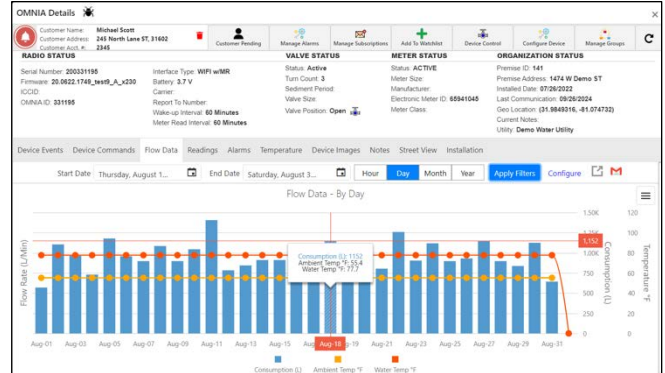 OMNIA Details
Customer Name: Michael Scott
Customer Address: 245 North Lane ST, 31602
Customer Acct. #: 2345
Customer Pending
Manage Alarms
Manage Subscriptions
Add To Watchlist
Device Control
Configure Device
Manage Groups
RADIO STATUS
Serial Number: 200331195
Firmware: 20.0622.1749_test9_A_x230
ICCID:
OMNIA ID: 331195
Interface Type: WIFI w/MR
Battery: 3.7 V
Carrier:
Report To Number:
Wake-up Interval: 60 Minutes
Meter Read Interval: 60 Minutes
VALVE STATUS
Status: Active
Turn Count: 3
Sediment Period:
Valve Size:
Valve Position: Open
METER STATUS
Status: ACTIVE
Meter Size:
Manufacturer:
Electronic Meter ID: 65941045
Meter Class:
ORGANIZATION STATUS
Premise ID: 141
Premise Address: 1474 W Demo ST
Installed Date: 07/26/2022
Last Communication: 09/26/2024
Geo Location: (31.9849316, -81.074732)
Current Notes:
Utility: Demo Water Utility
Device Events Device Commands Flow Data Readings Alarms Temperature Device Images Notes Street View Installation
Start Date Thursday, August 1... End Date Saturday, August 3... Hour Day Month Year Apply Filters Configure
Flow Data - By Day
Flow Rate (L/Min)
1.50K
1,152
1.00K
750
500
250
0
Consumption (L)
120
100
80
60
40
20
Temperature °F
Consumption (L): 1152
Ambient Temp °F: 55.4
Water Temp °F: 77.7
Aug-01 Aug-03 Aug-05 Aug-07 Aug-09 Aug-11 Aug-13 Aug-15 Aug-18 Aug-19 Aug-21 Aug-23 Aug-25 Aug-27 Aug-29 Aug-31
Consumption (L) Ambient Temp °F Water Temp °F